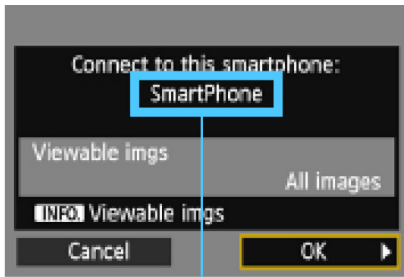 Connect to this smartphone:
SmartPhone
Viewable imgs
All images
INFO. Viewable imgs
Cancel
OK